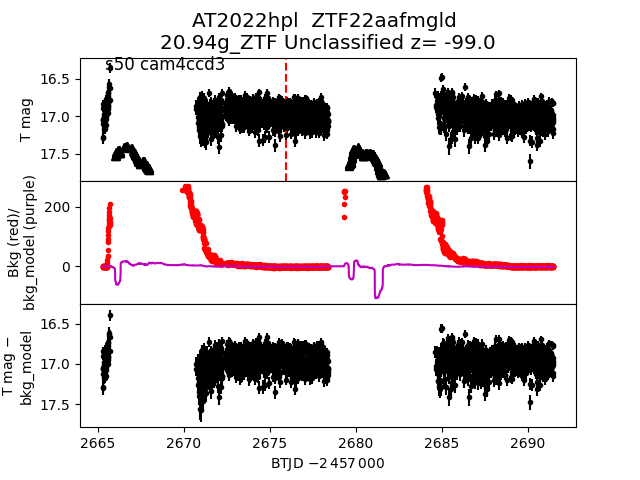 AT2022hpl  ZTF22aafmgld
20.94g_ZTF Unclassified z= -99.0
s50 cam4ccd3
16.5
17.0
17.5
T mag
200
0
Bkg (red)/
bkg_model (purple)
16.5
17.0
17.5
T mag −
bkg_model
2665 2670 2675 2680 2685 2690
BTJD −2 457 000